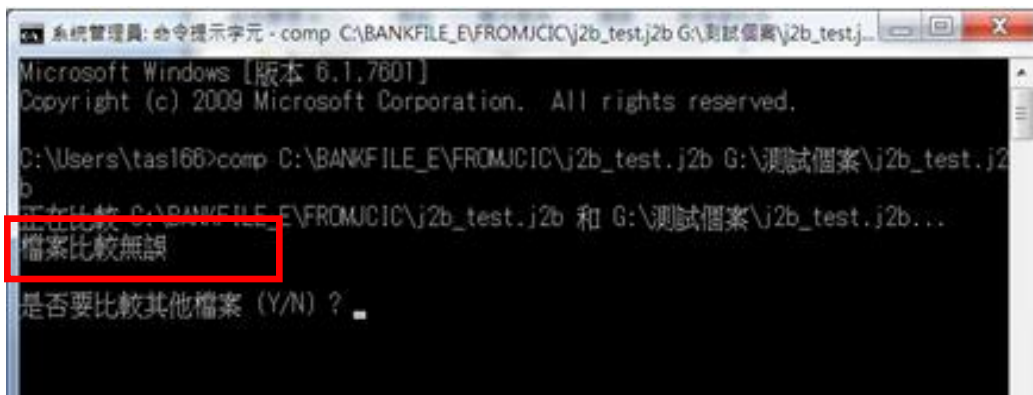 系統管理員: 命令提示字元 - comp C:\BANKFILE_E\FROMJCIC\j2b_test.j2b G:\測試個案\j2b_test.j...
Microsoft Windows [版本 6.1.7601]
Copyright (c) 2009 Microsoft Corporation.  All rights reserved.
C:\Users\tas166>comp C:\BANKFILE_E\FROMJCIC\j2b_test.j2b G:\測試個案\j2b_test.j2
b
正在比較 C:\BANKFILE_E\FROMJCIC\j2b_test.j2b 和 G:\測試個案\j2b_test.j2b...
檔案比較無誤
是否要比較其他檔案 (Y/N) ?